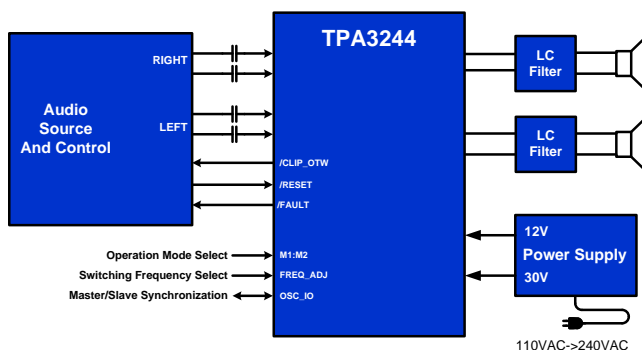 TPA3244
RIGHT
LEFT
Audio
Source
And Control
/CLIP_OTW
/RESET
/FAULT
Operation Mode Select
M1:M2
Switching Frequency Select
FREQ_ADJ
Master/Slave Synchronization
OSC_IO
LC
Filter
LC
Filter
12V
Power Supply
30V
110VAC->240VAC